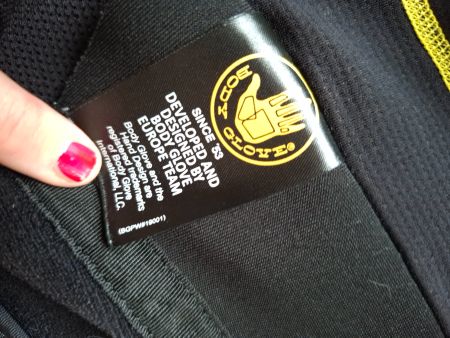 BODY GLOVE®
SINCE '53
DEVELOPED AND
DESIGNED BY
BODY GLOVE
EUROPE TEAM
Body Glove and the
Hand design are
registered trademarks
of Body Glove
International, LLC.
(BGPW#19001)